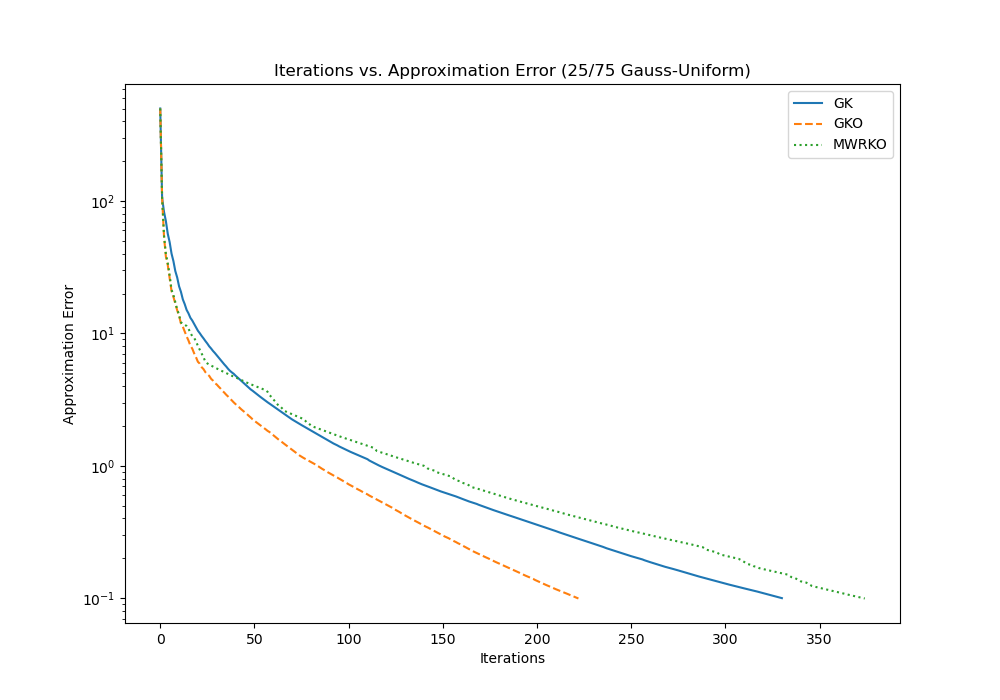 Iterations vs. Approximation Error (25/75 Gauss-Uniform)
GK
GKO
MWRKO
Approximation Error
10²
10¹
10⁰
10⁻¹
0 50 100 150 200 250 300 350
Iterations